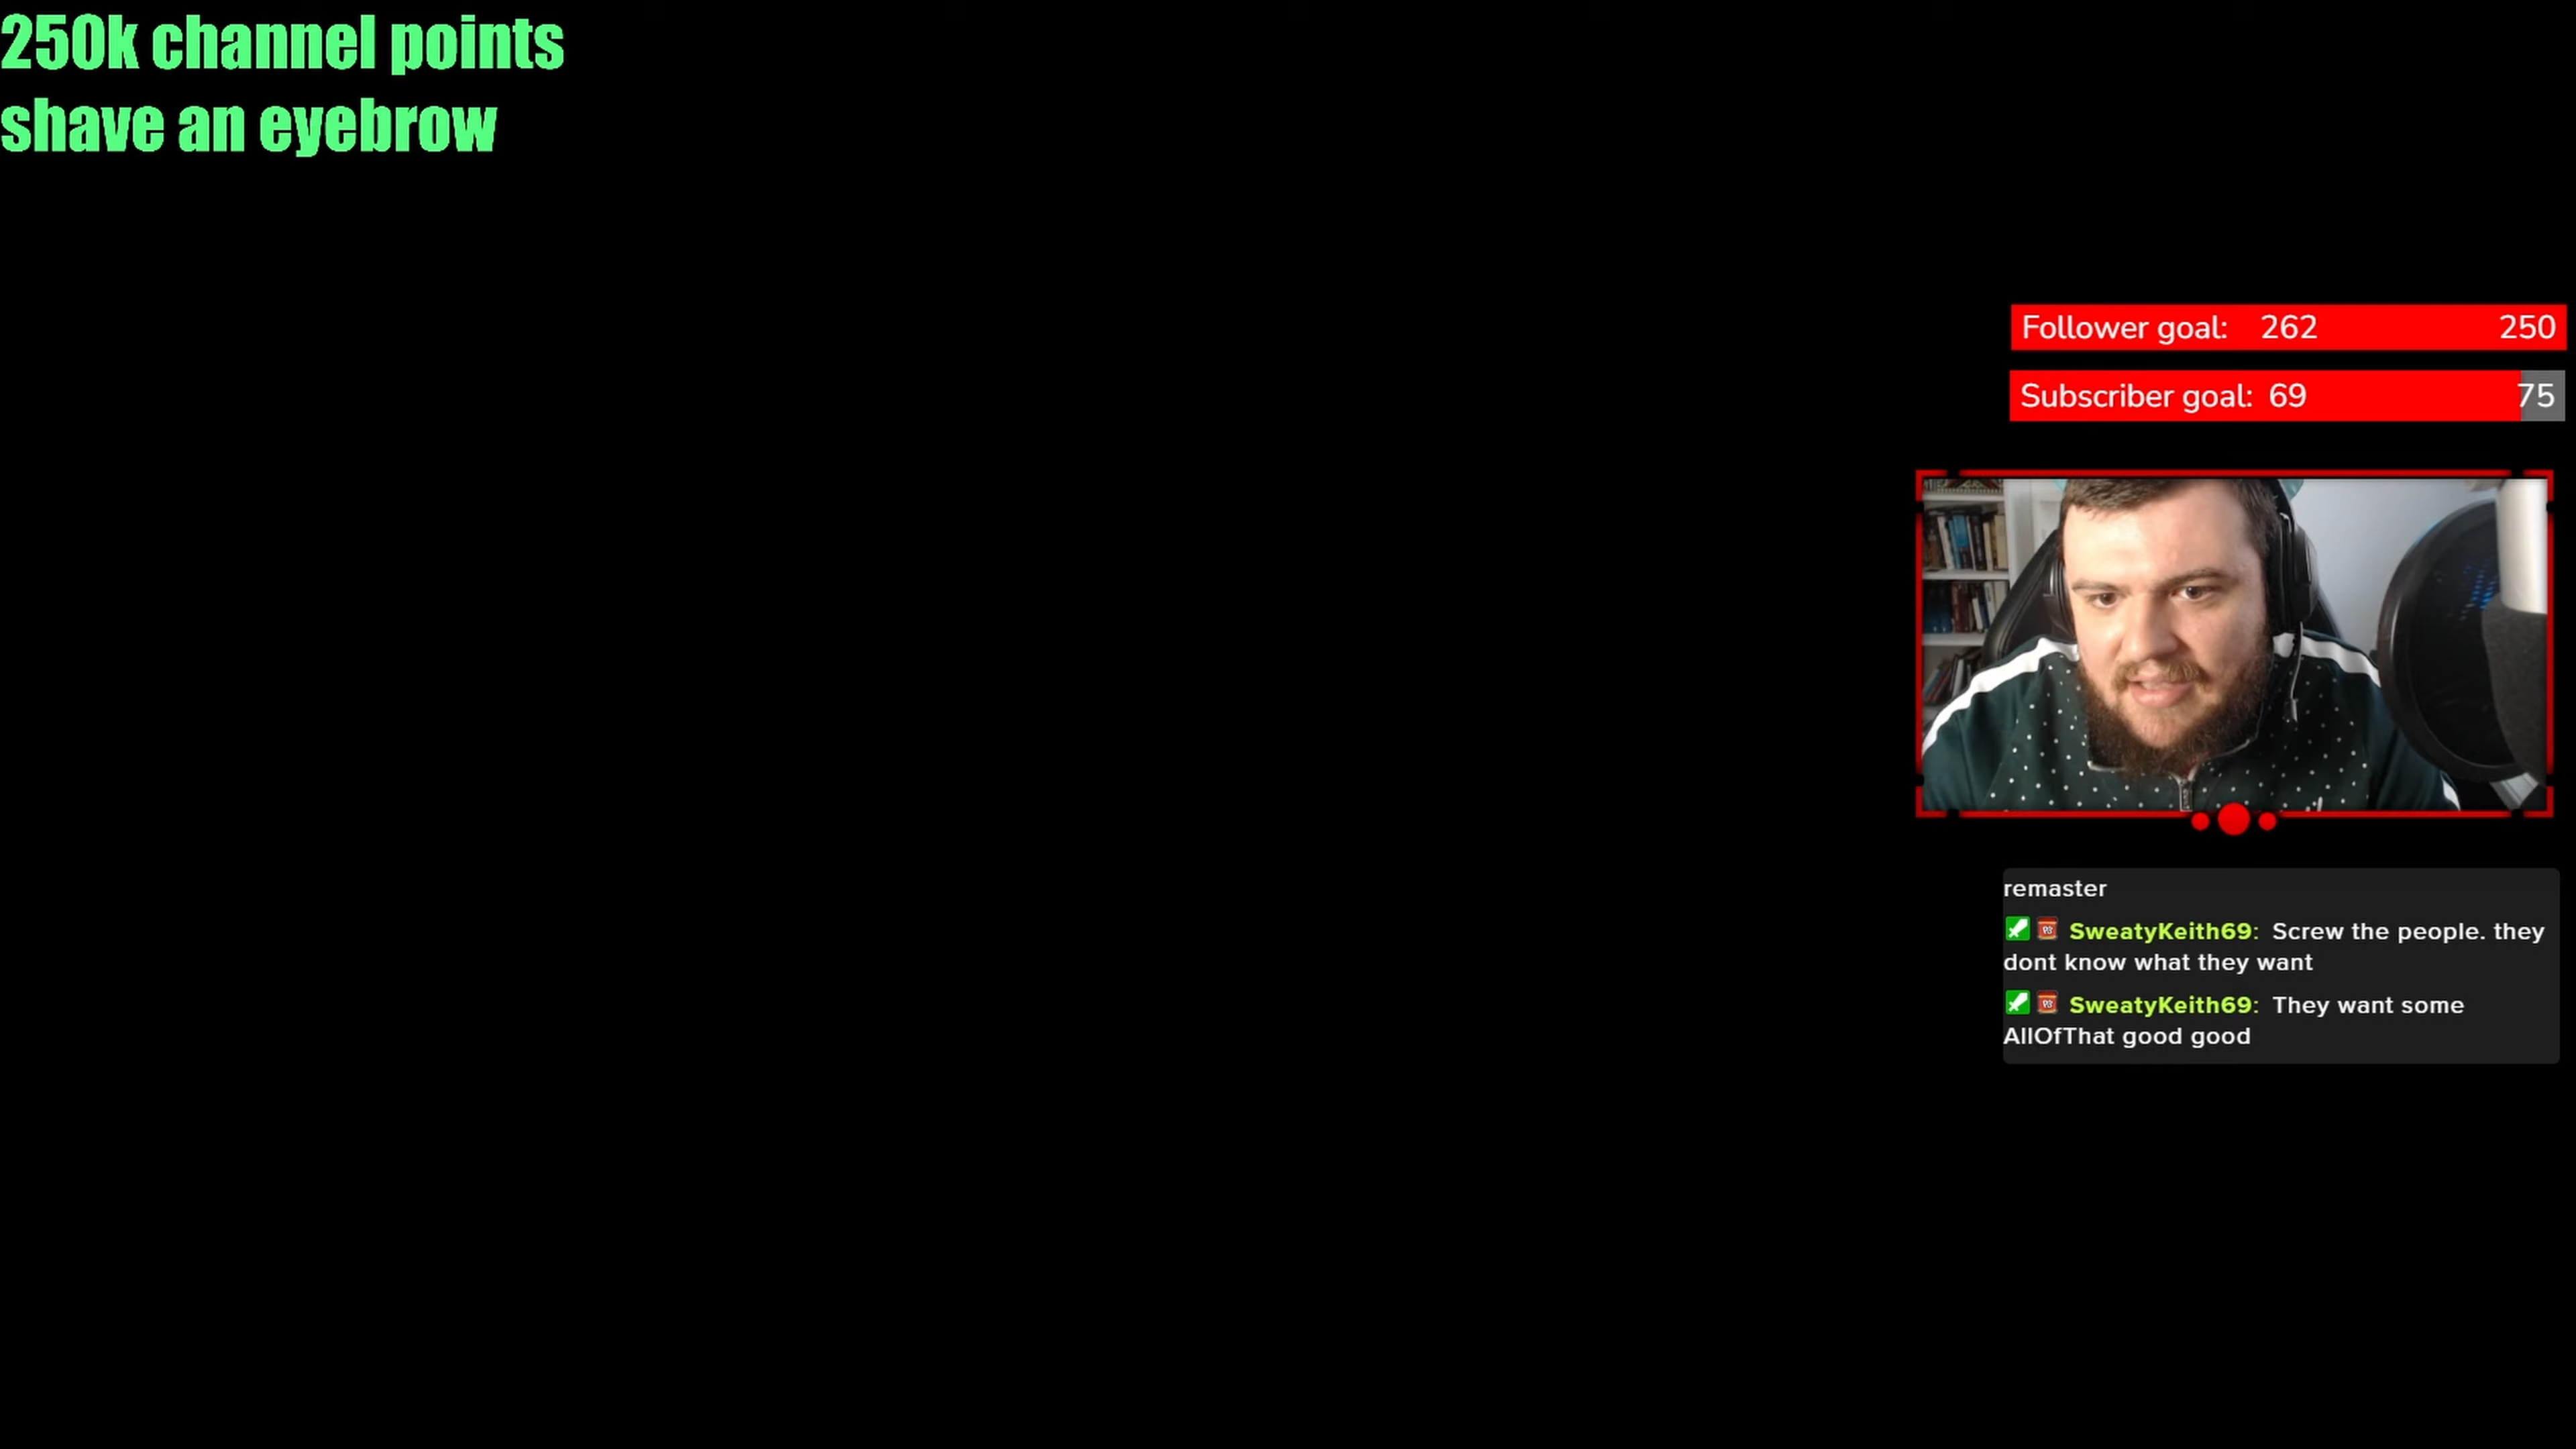 250k channel points
shave an eyebrow
Follower goal: 262 250
Subscriber goal: 69 75
remaster
SweatyKeith69: Screw the people. they
dont know what they want
SweatyKeith69: They want some
AllOfThat good good